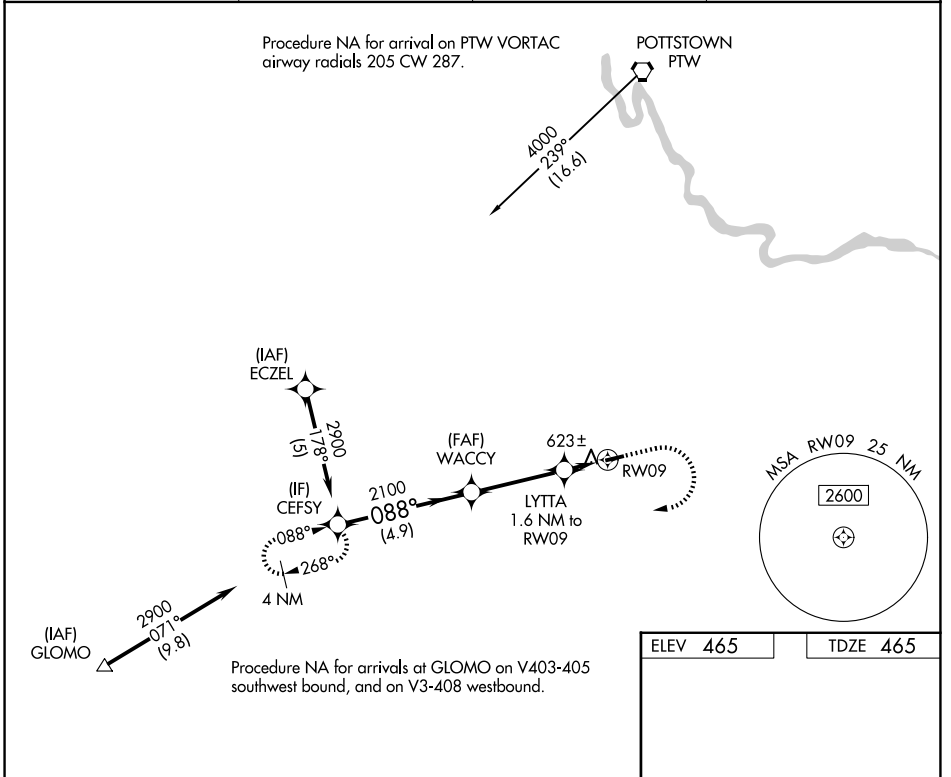 Procedure NA for arrival on PTW VORTAC
airway radials 205 CW 287.
POTTSTOWN
PTW
4000
239°
(16.6)
(IAF)
ECZEL
2900
178°
(5)
(IF)
CEFSY
2100
088°
(4.9)
(FAF)
WACCY
623±
RW09
LYTTA
1.6 NM to
RW09
088°
268°
4 NM
(IAF)
GLOMO
2900
071°
(9.8)
MSA RW09 25 NM
2600
Procedure NA for arrivals at GLOMO on V403-405
southwest bound, and on V3-408 westbound.
ELEV 465
TDZE 465